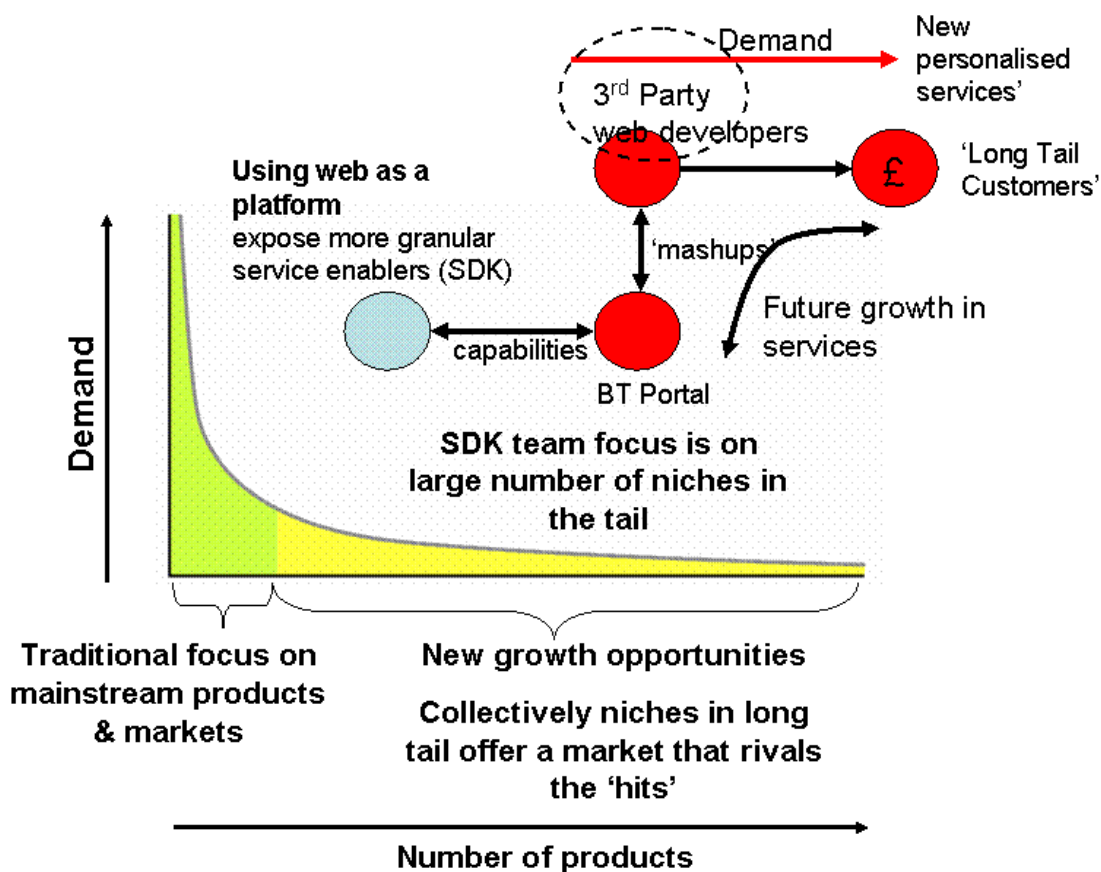 Demand
New
personalised
services’
3rd Party
web developers
£
‘Long Tail
Customers’
Using web as a
platform
expose more granular
service enablers (SDK)
‘mashups’
Future growth in
services
capabilities
BT Portal
Demand
SDK team focus is on
large number of niches in
the tail
Traditional focus on
mainstream products
& markets
New growth opportunities
Collectively niches in long
tail offer a market that rivals
the ‘hits’
Number of products